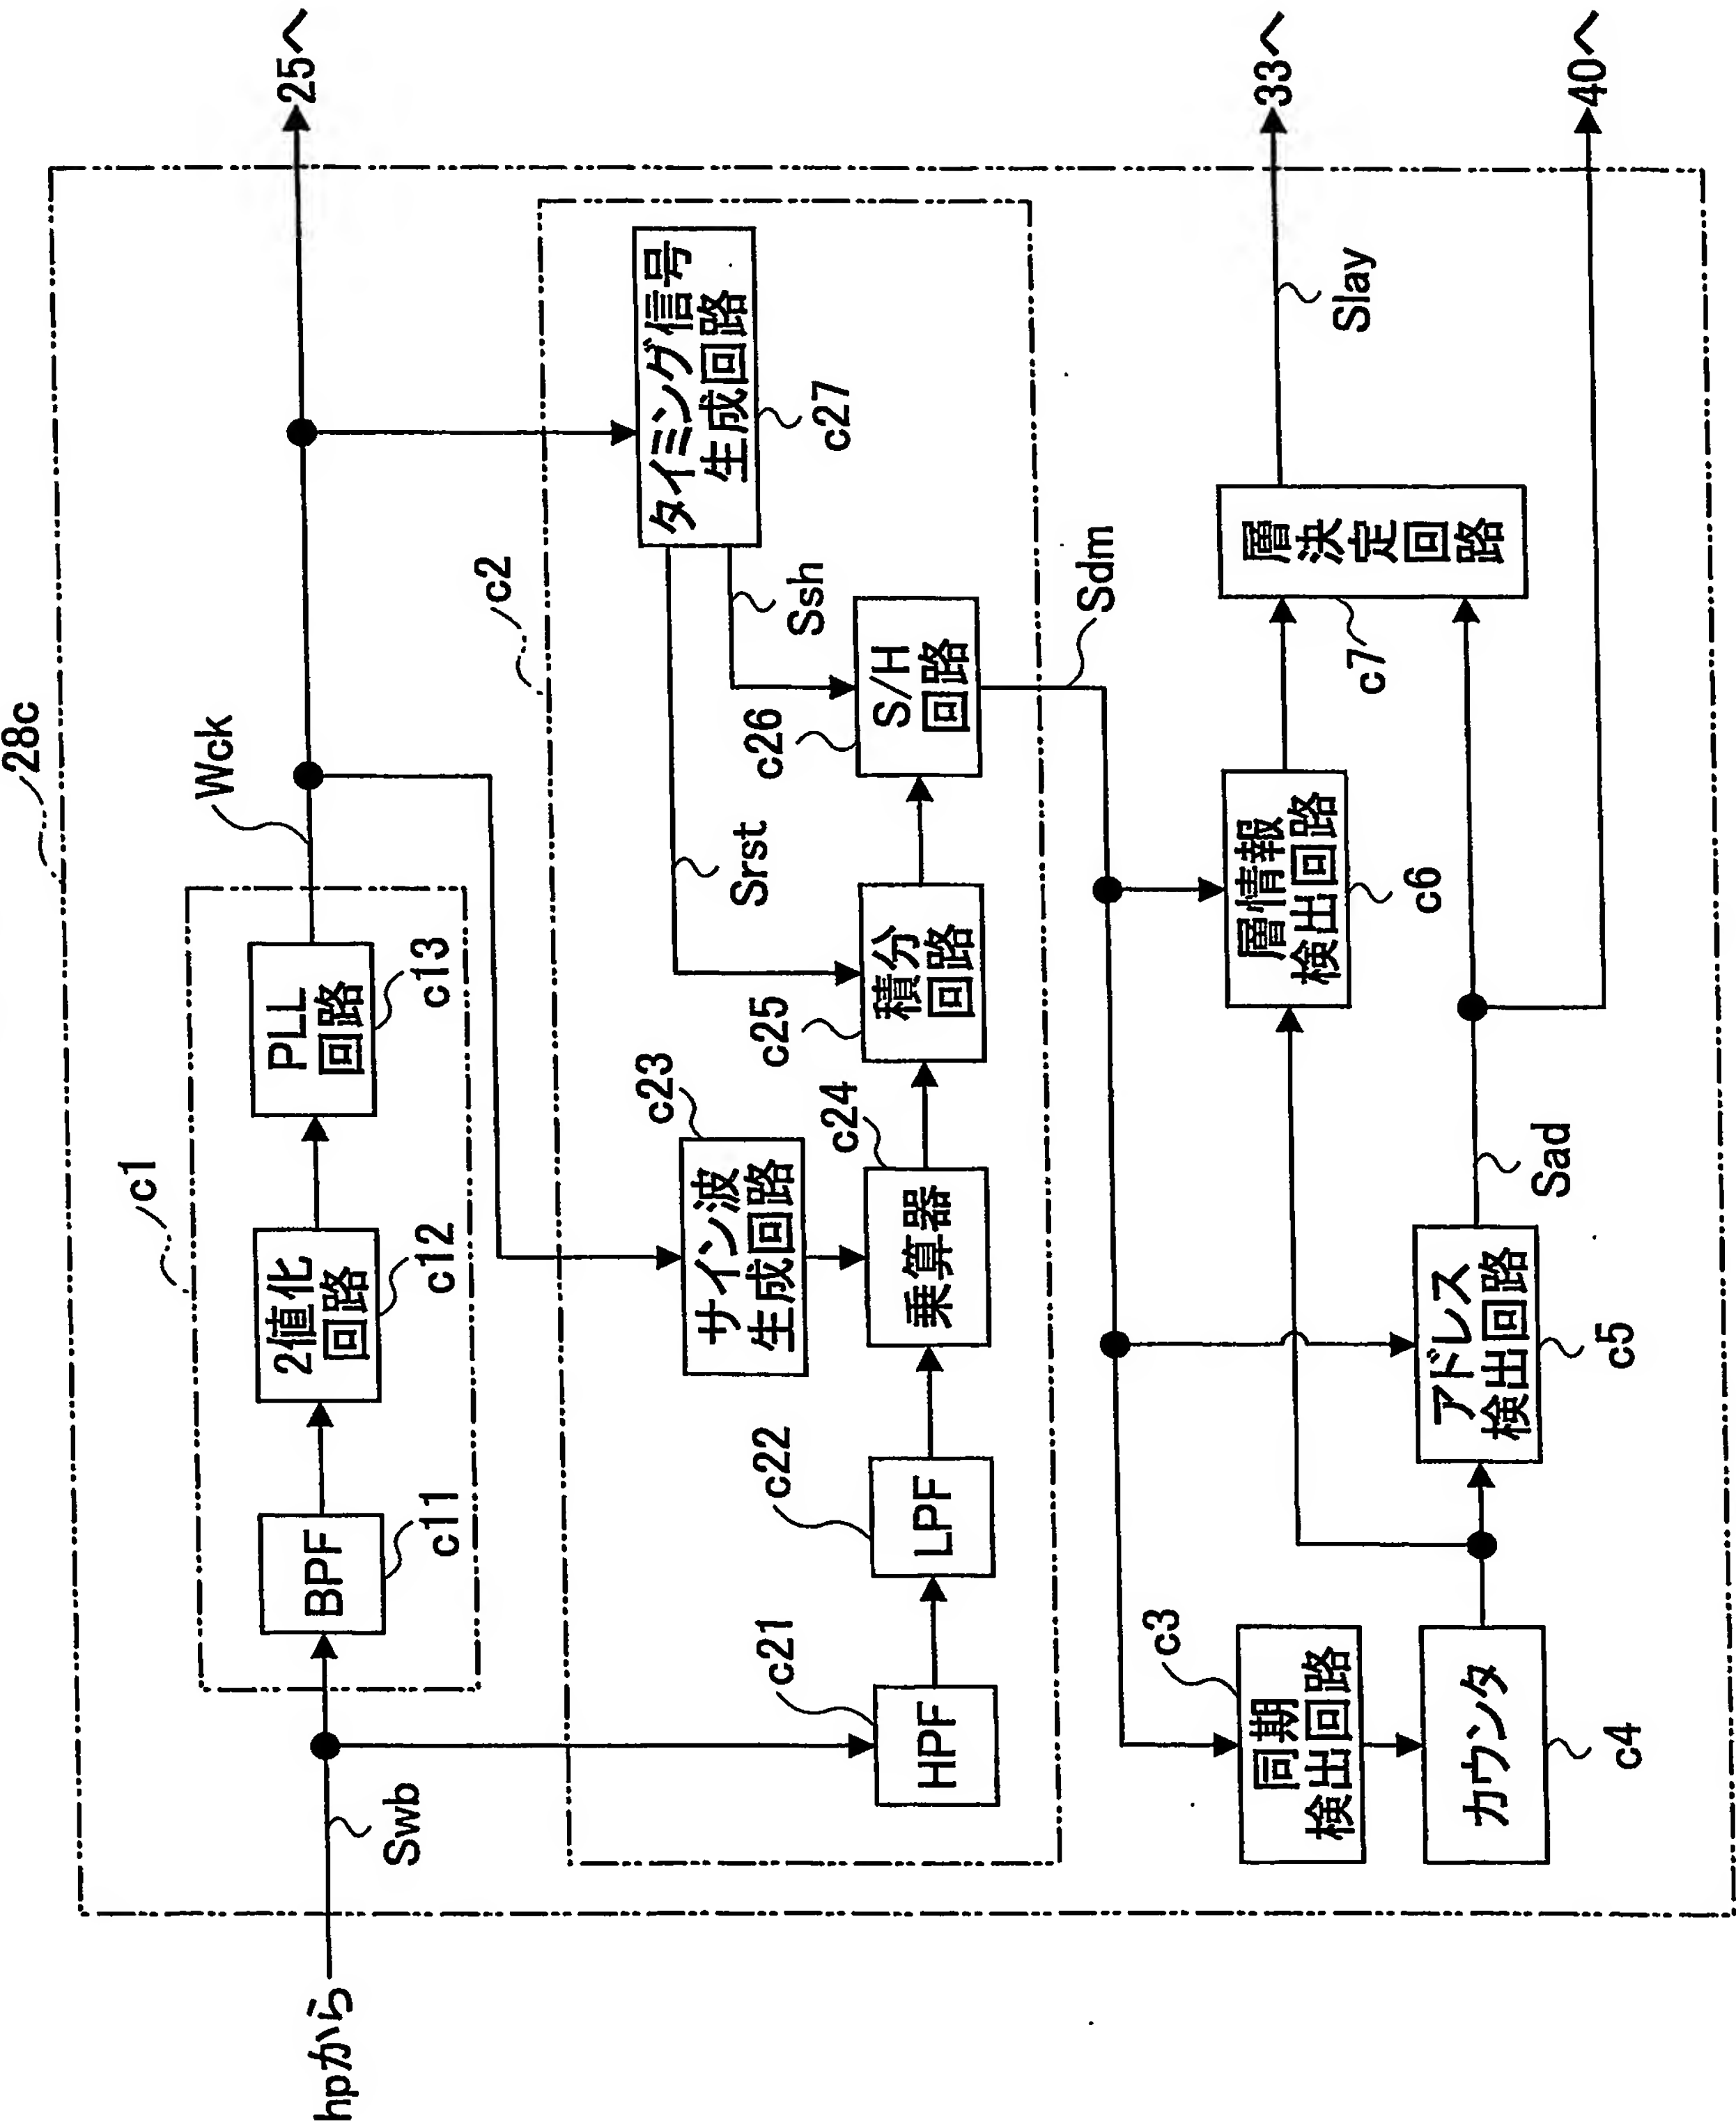 28c
25へ
Wck
c1
BPF
c11
2値化
回路
c12
PLL
回路
c13
hpから
Swb
c2
タイミング信号
生成回路
c27
Srst
Ssh
サイン波
生成回路
c23
HPF
c21
LPF
c22
乗算器
c24
積分
回路
c25
S/H
回路
c26
Sdm
同期
検出回路
c3
カウンタ
c4
アドレス
検出回路
c5
Sad
層情報
検出回路
c6
層
決定
回路
c7
Slay
33へ
40へ